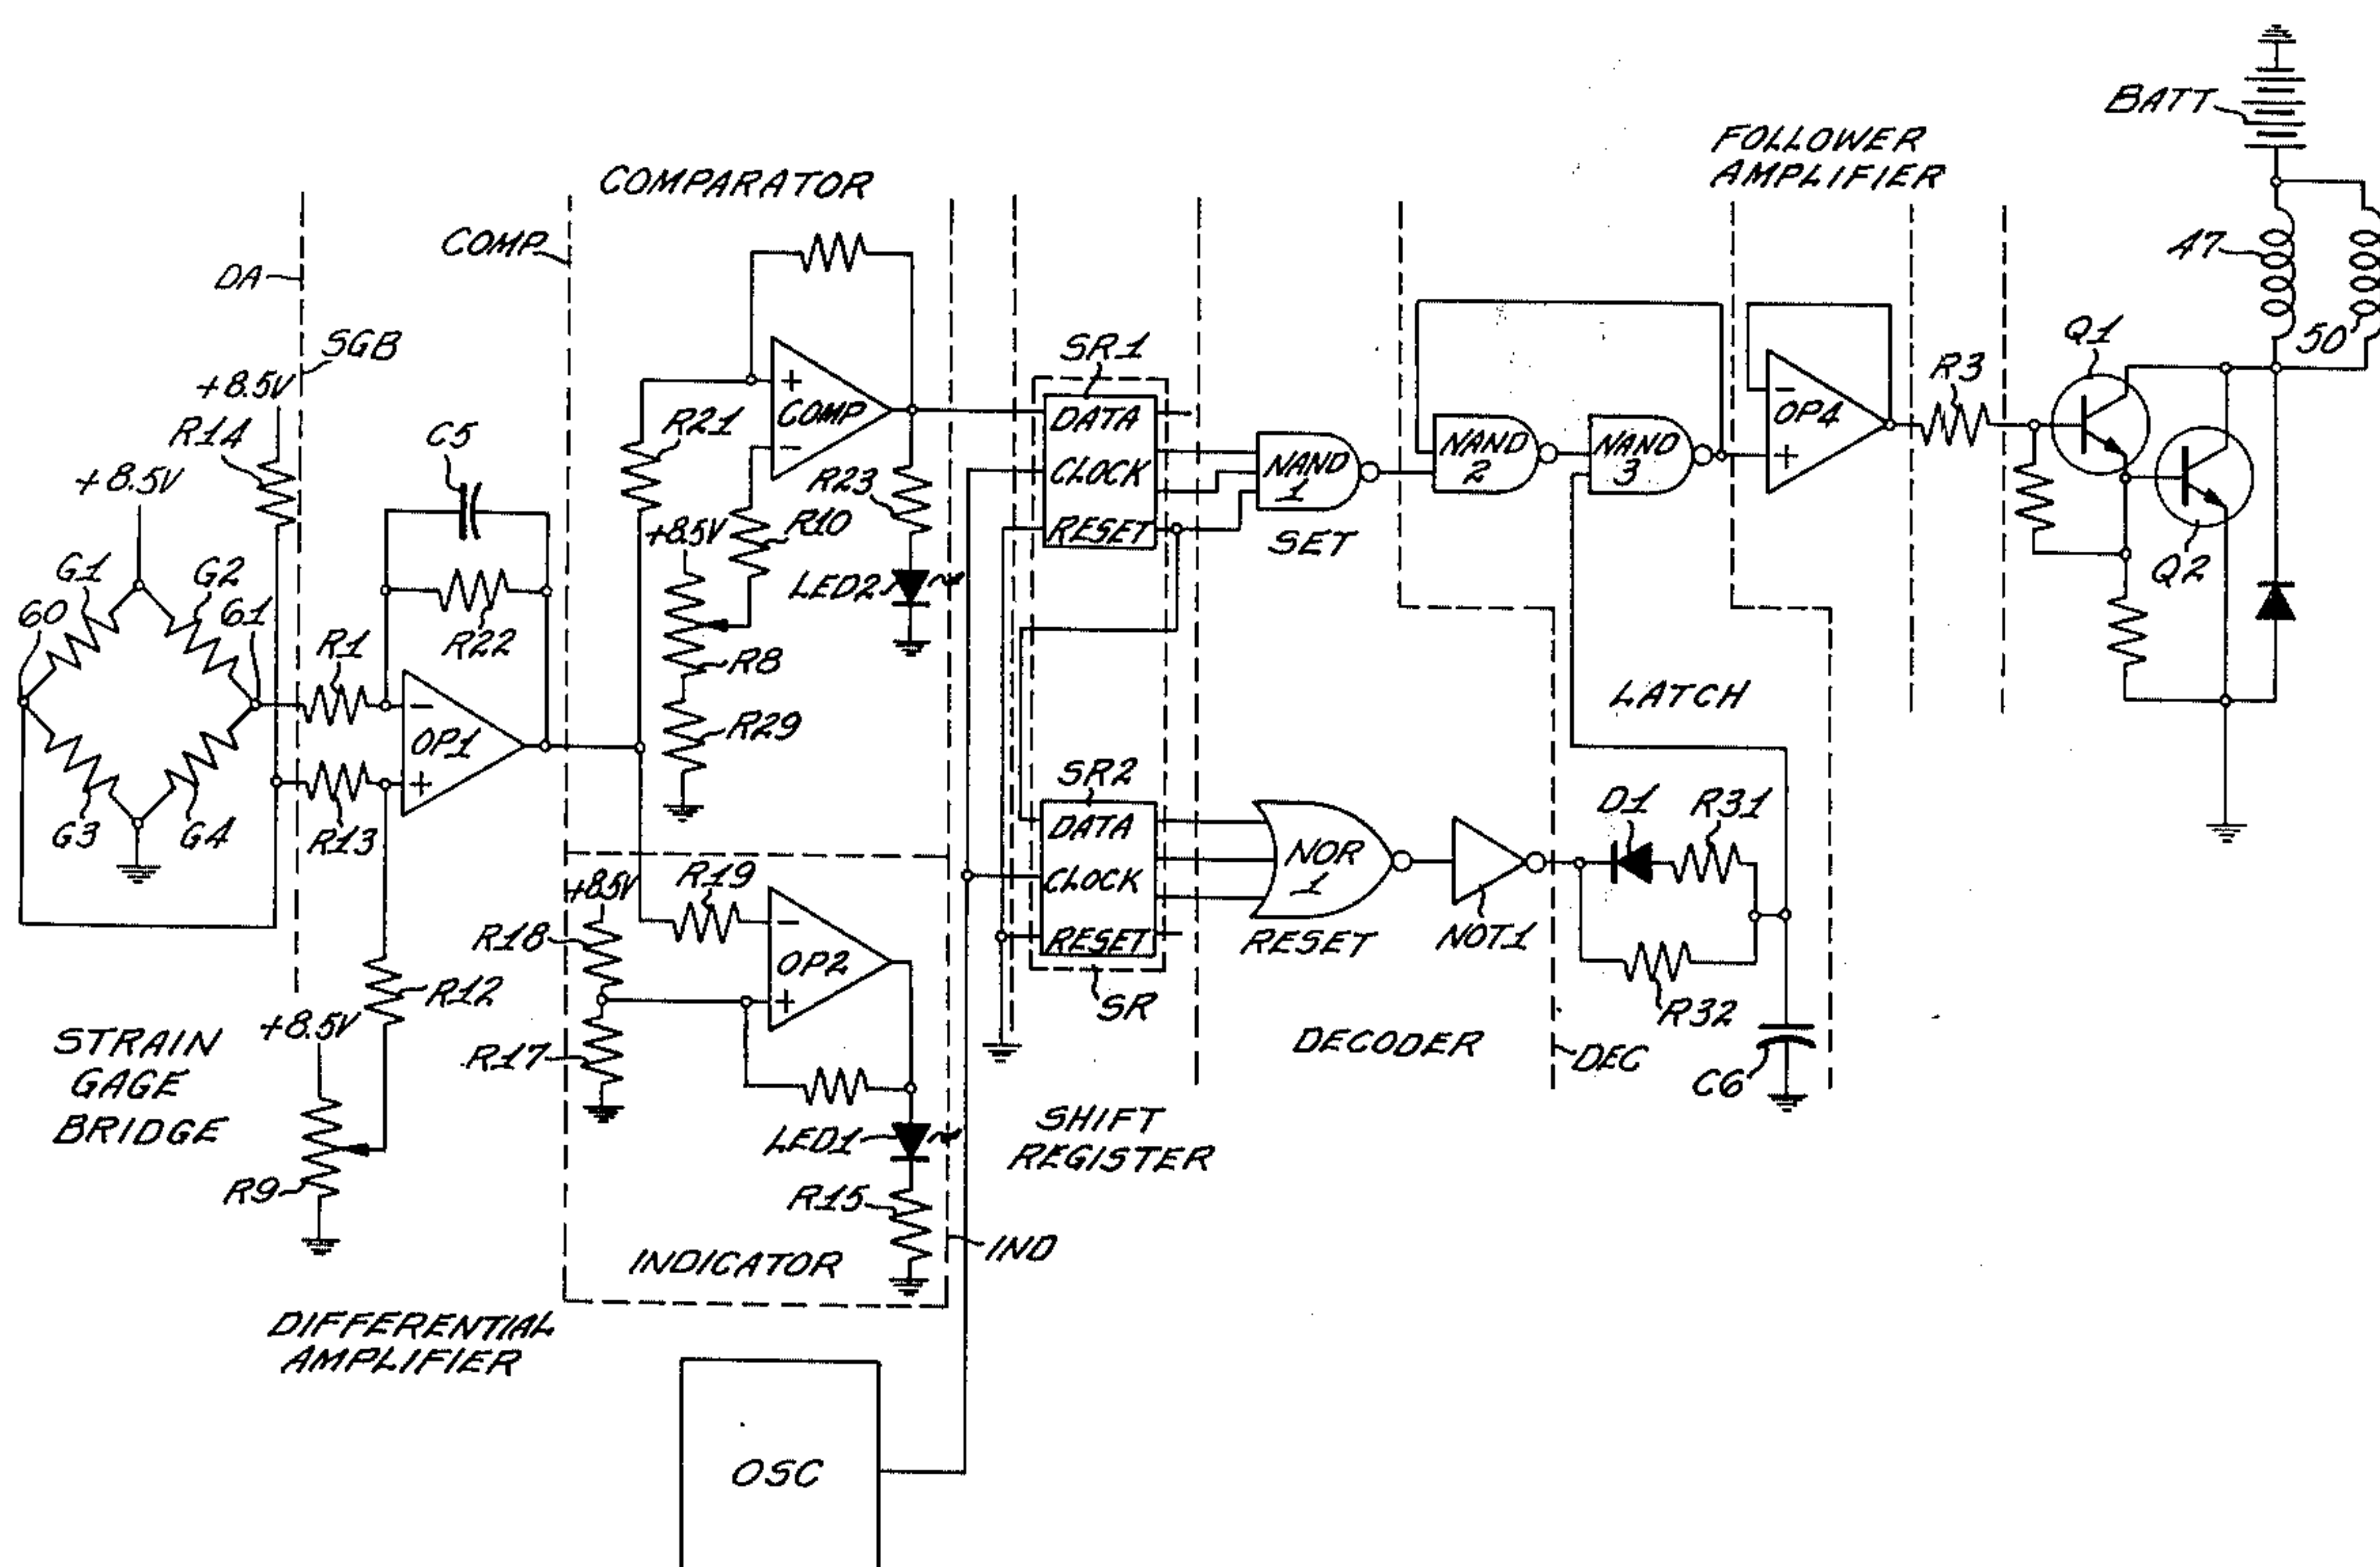 BATT
FOLLOWER
AMPLIFIER
COMPARATOR
COMP
DA
47
50
SGB
+8.5V
R14
+8.5V
C5
R22
G1
G2
60
61
G3
G4
R1
R13
OP1
-
+
R12
+8.5V
R9
STRAIN
GAGE
BRIDGE
DIFFERENTIAL
AMPLIFIER
R21
+
COMP
-
R23
R10
+8.5V
LED2
R8
R29
R19
+8.5V
R18
R17
-
OP2
+
LED1
R15
INDICATOR
IND
OSC
SR1
DATA
CLOCK
RESET
SR2
DATA
CLOCK
RESET
SR
SHIFT
REGISTER
NAND
1
SET
NOR
1
RESET
NOT1
DECODER
DEC
NAND
2
NAND
3
LATCH
D1
R31
R32
C6
-
OP4
+
R3
Q1
Q2